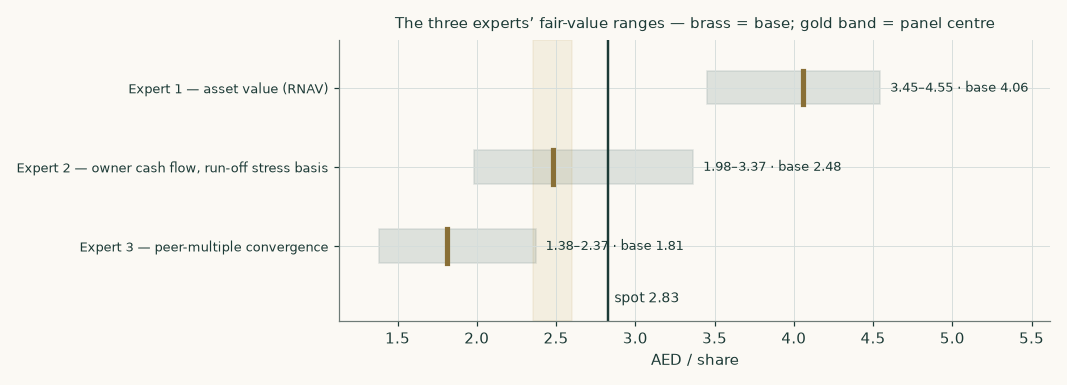 The three experts’ fair-value ranges — brass = base; gold band = panel centre
Expert 1 — asset value (RNAV)
3.45–4.55 · base 4.06
Expert 2 — owner cash flow, run-off stress basis
1.98–3.37 · base 2.48
Expert 3 — peer-multiple convergence
1.38–2.37 · base 1.81
spot 2.83
1.5 2.0 2.5 3.0 3.5 4.0 4.5 5.0 5.5
AED / share